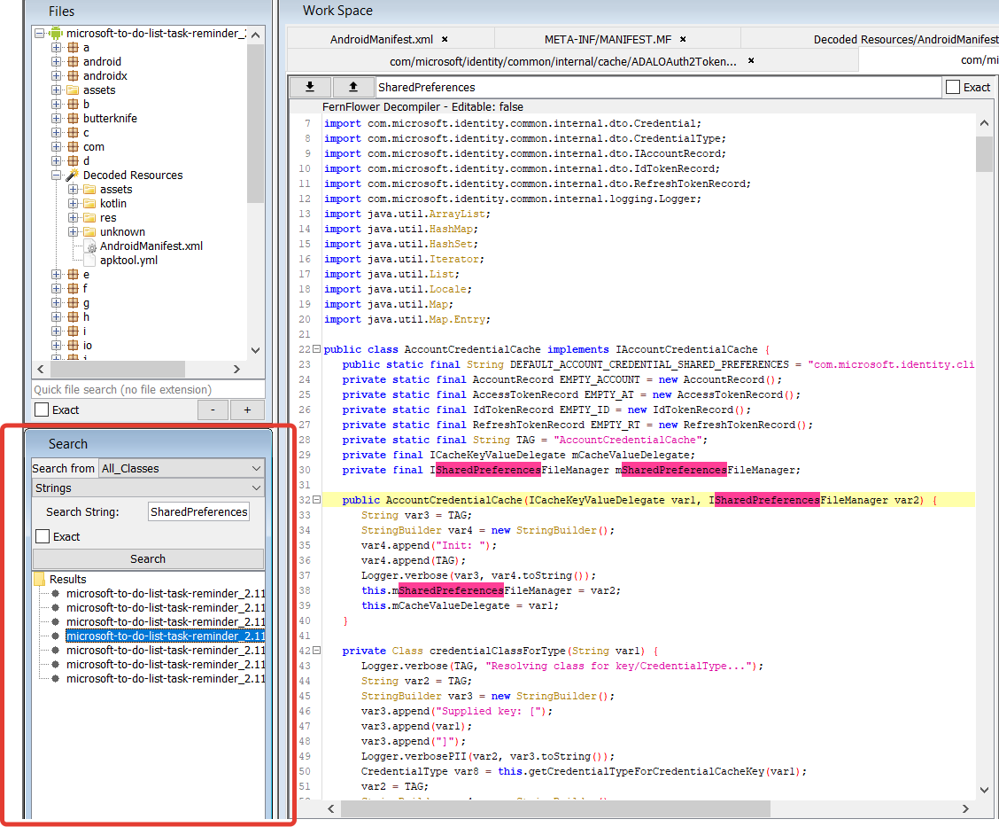 Files
microsoft-to-do-list-task-reminder_2
a
android
androidx
assets
b
butterknife
c
com
d
Decoded Resources
assets
kotlin
res
unknown
AndroidManifest.xml
apktool.yml
e
f
g
h
i
io
Quick file search (no file extension)
Exact
- +
Search
Search from All_Classes
Strings
Search String: SharedPreferences
Exact
Search
Results
microsoft-to-do-list-task-reminder_2.11
microsoft-to-do-list-task-reminder_2.11
microsoft-to-do-list-task-reminder_2.11
microsoft-to-do-list-task-reminder_2.11
microsoft-to-do-list-task-reminder_2.11
microsoft-to-do-list-task-reminder_2.11
microsoft-to-do-list-task-reminder_2.11
Work Space
AndroidManifest.xml × META-INF/MANIFEST.MF × Decoded Resources/AndroidManifest
com/microsoft/identity/common/internal/cache/ADALOAuth2Token... × com/mi
SharedPreferences Exact
FernFlower Decompiler - Editable: false
7 import com.microsoft.identity.common.internal.dto.Credential;
8 import com.microsoft.identity.common.internal.dto.CredentialType;
9 import com.microsoft.identity.common.internal.dto.IAccountRecord;
10 import com.microsoft.identity.common.internal.dto.IdTokenRecord;
11 import com.microsoft.identity.common.internal.dto.RefreshTokenRecord;
12 import com.microsoft.identity.common.internal.logging.Logger;
13 import java.util.ArrayList;
14 import java.util.HashMap;
15 import java.util.HashSet;
16 import java.util.Iterator;
17 import java.util.List;
18 import java.util.Locale;
19 import java.util.Map;
20 import java.util.Map.Entry;
21
22 public class AccountCredentialCache implements IAccountCredentialCache {
23 public static final String DEFAULT_ACCOUNT_CREDENTIAL_SHARED_PREFERENCES = "com.microsoft.identity.cli
24 private static final AccountRecord EMPTY_ACCOUNT = new AccountRecord();
25 private static final AccessTokenRecord EMPTY_AT = new AccessTokenRecord();
26 private static final IdTokenRecord EMPTY_ID = new IdTokenRecord();
27 private static final RefreshTokenRecord EMPTY_RT = new RefreshTokenRecord();
28 private static final String TAG = "AccountCredentialCache";
29 private final ICacheKeyValueDelegate mCacheValueDelegate;
30 private final ISharedPreferencesFileManager mSharedPreferencesFileManager;
31
32 public AccountCredentialCache(ICacheKeyValueDelegate var1, ISharedPreferencesFileManager var2) {
33 String var3 = TAG;
34 StringBuilder var4 = new StringBuilder();
35 var4.append("Init: ");
36 var4.append(TAG);
37 Logger.verbose(var3, var4.toString());
38 this.mSharedPreferencesFileManager = var2;
39 this.mCacheValueDelegate = var1;
40 }
41
42 private Class credentialClassForType(String var1) {
43 Logger.verbose(TAG, "Resolving class for key/CredentialType...");
44 String var2 = TAG;
45 StringBuilder var3 = new StringBuilder();
46 var3.append("Supplied key: [");
47 var3.append(var1);
48 var3.append("]");
49 Logger.verbosePII(var2, var3.toString());
50 CredentialType var8 = this.getCredentialTypeForCredentialCacheKey(var1);
51 var2 = TAG;